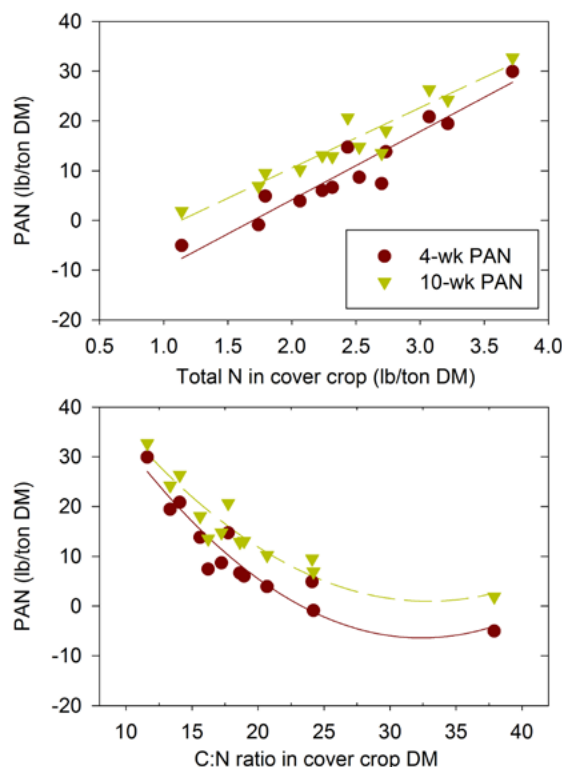 40
30
20
10
0
-10
-20
PAN (lb/ton DM)
4-wk PAN
10-wk PAN
0.5 1.0 1.5 2.0 2.5 3.0 3.5 4.0
Total N in cover crop (lb/ton DM)
40
30
20
10
0
-10
-20
PAN (lb/ton DM)
10 15 20 25 30 35 40
C:N ratio in cover crop DM